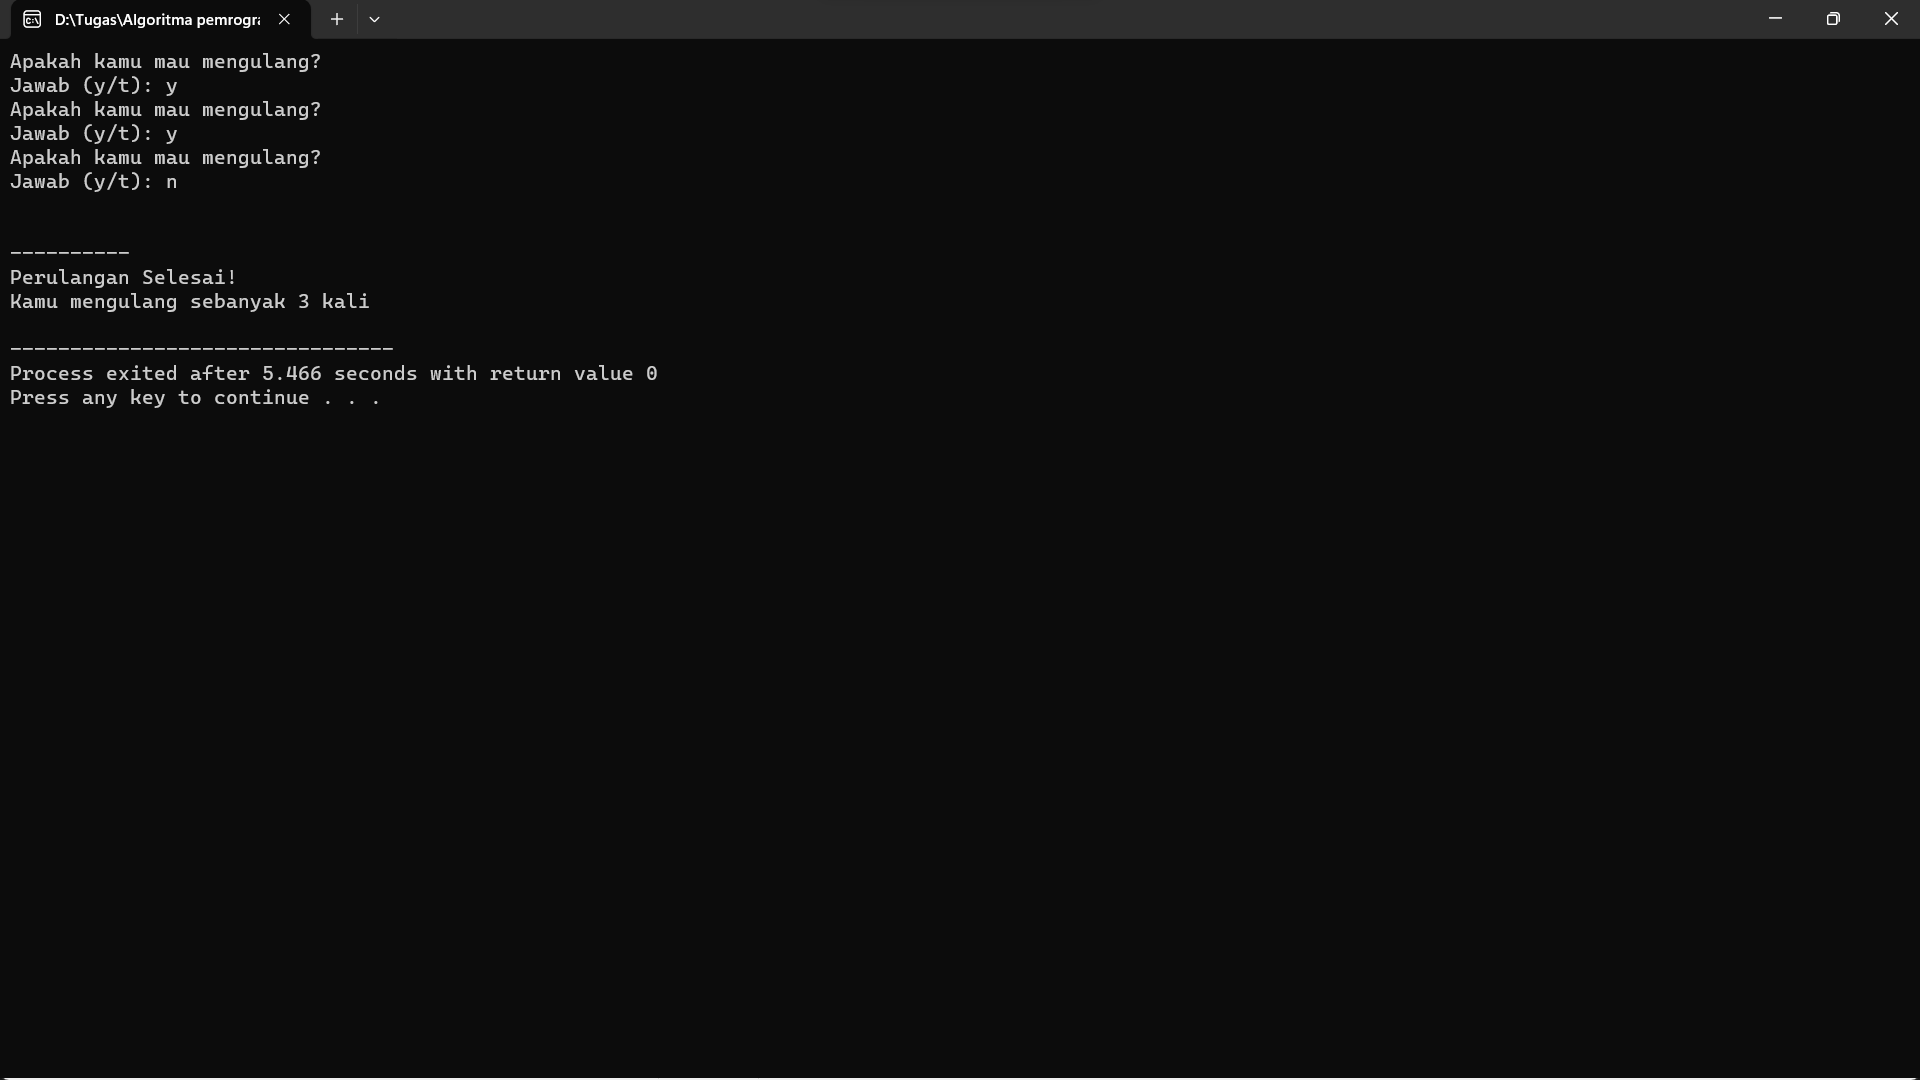 D:\Tugas\Algoritma pemrogra
Apakah kamu mau mengulang?
Jawab (y/t): y
Apakah kamu mau mengulang?
Jawab (y/t): y
Apakah kamu mau mengulang?
Jawab (y/t): n
----------
Perulangan Selesai!
Kamu mengulang sebanyak 3 kali
--------------------------------
Process exited after 5.466 seconds with return value 0
Press any key to continue . . .